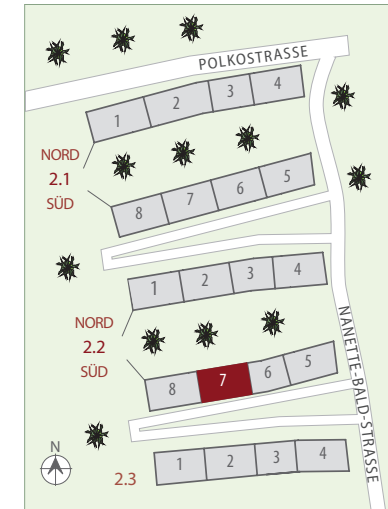 POLKOSTRASSE
1 2 3 4
NORD
2.1
SÜD
8 7 6 5
1 2 3 4
NORD
2.2
SÜD
8 7 6 5
NANETTE-BALD-STRASSE
N
2.3
1 2 3 4